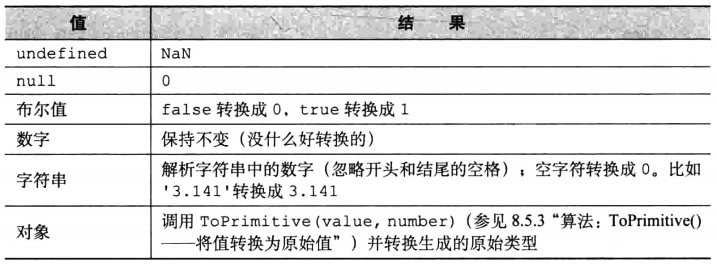 值 结 果
undefined NaN
null 0
布尔值 false 转换成 0，true 转换成 1
数字 保持不变（没什么好转换的）
字符串 解析字符串中的数字（忽略开头和结尾的空格）；空字符转换成 0。比如
'3.141'转换成 3.141
对象 调用 ToPrimitive(value, number)（参见 8.5.3“算法：ToPrimitive()
——将值转换为原始值”）并转换生成的原始类型